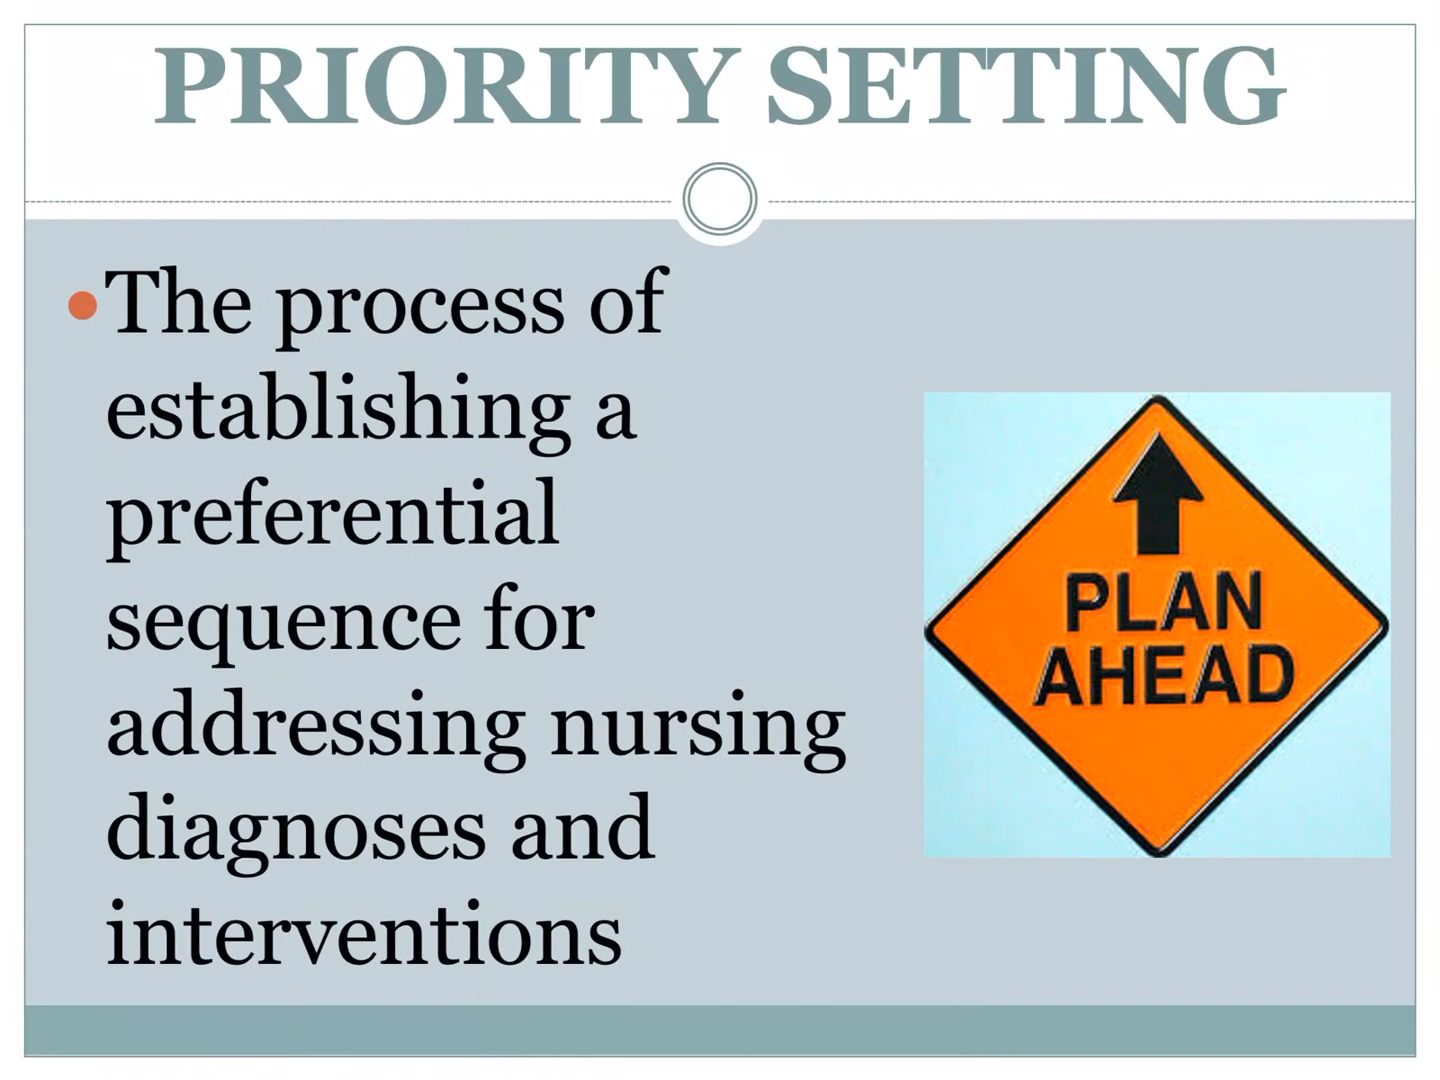 PRIORITY SETTING
The process of
establishing a
preferential
sequence for
addressing nursing
diagnoses and
interventions
PLAN
AHEAD